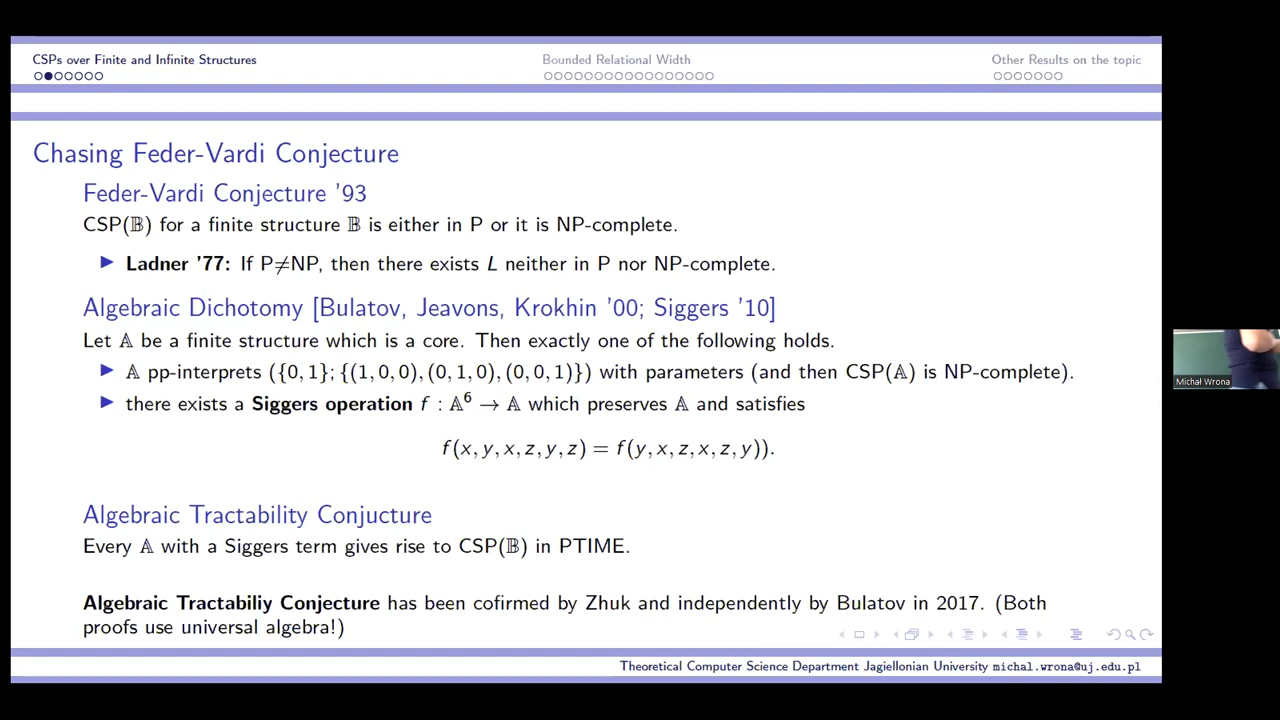 CSPs over Finite and Infinite Structures
Bounded Relational Width
Other Results on the topic
Chasing Feder-Vardi Conjecture
Feder-Vardi Conjecture '93
CSP(𝔹) for a finite structure 𝔹 is either in P or it is NP-complete.
Ladner '77: If P≠NP, then there exists L neither in P nor NP-complete.
Algebraic Dichotomy [Bulatov, Jeavons, Krokhin '00; Siggers '10]
Let 𝔸 be a finite structure which is a core. Then exactly one of the following holds.
𝔸 pp-interprets ({0, 1}; {(1, 0, 0), (0, 1, 0), (0, 0, 1)}) with parameters (and then CSP(𝔸) is NP-complete).
there exists a Siggers operation f : 𝔸⁶ → 𝔸 which preserves 𝔸 and satisfies
f(x, y, x, z, y, z) = f(y, x, z, x, z, y)).
Algebraic Tractability Conjucture
Every 𝔸 with a Siggers term gives rise to CSP(𝔹) in PTIME.
Algebraic Tractabiliy Conjecture has been cofirmed by Zhuk and independently by Bulatov in 2017. (Both
proofs use universal algebra!)
Theoretical Computer Science Department Jagiellonian University michal.wrona@uj.edu.pl
Michał Wrona